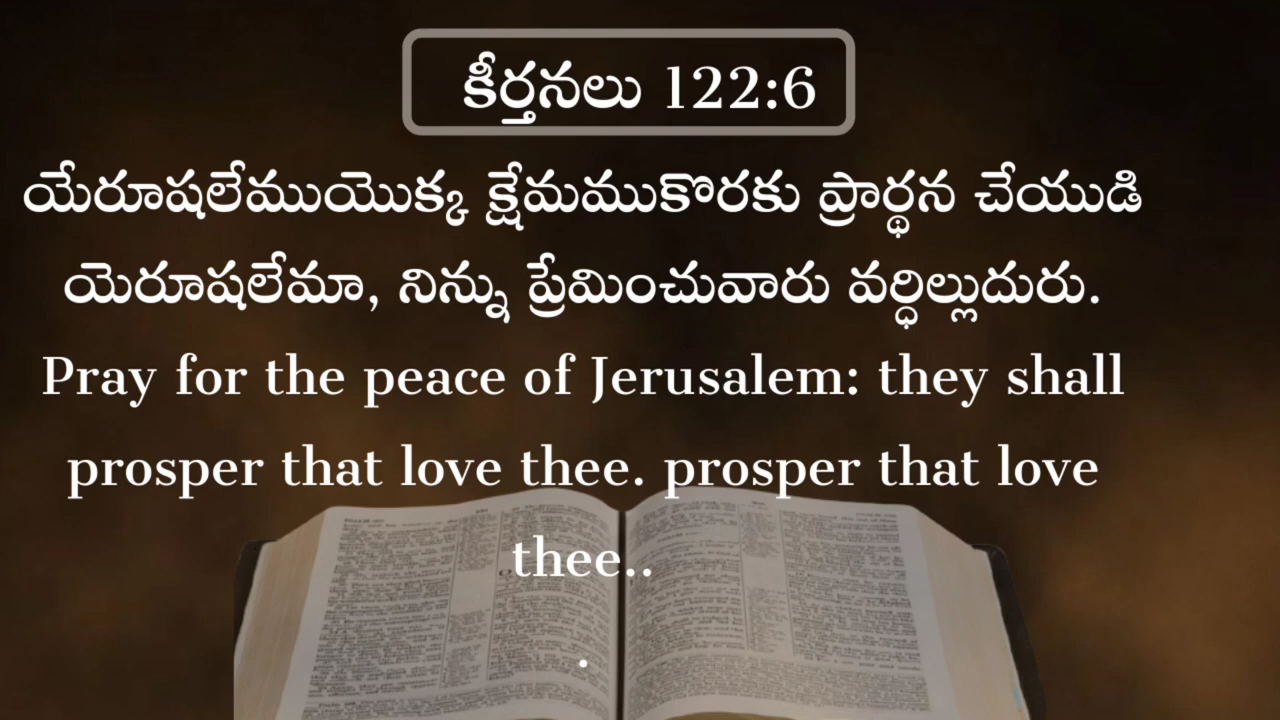 కీర్తనలు 122:6
యేరూషలేముయొక్క క్షేమముకొరకు ప్రార్థన చేయుడి
యెరూషలేమా, నిన్ను ప్రేమించువారు వర్ధిల్లుదురు.
Pray for the peace of Jerusalem: they shall
prosper that love thee. prosper that love
thee..
.